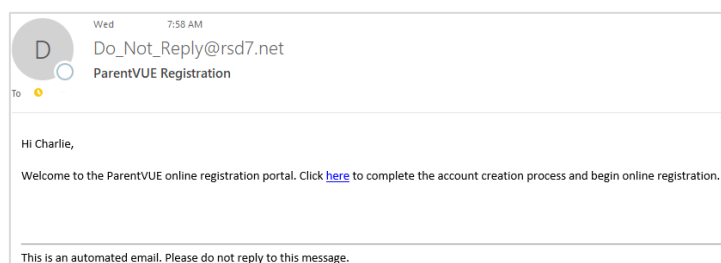 Wed 7:58 AM
D
Do_Not_Reply@rsd7.net
ParentVUE Registration
To
Hi Charlie,
Welcome to the ParentVUE online registration portal. Click here to complete the account creation process and begin online registration.
This is an automated email. Please do not reply to this message.